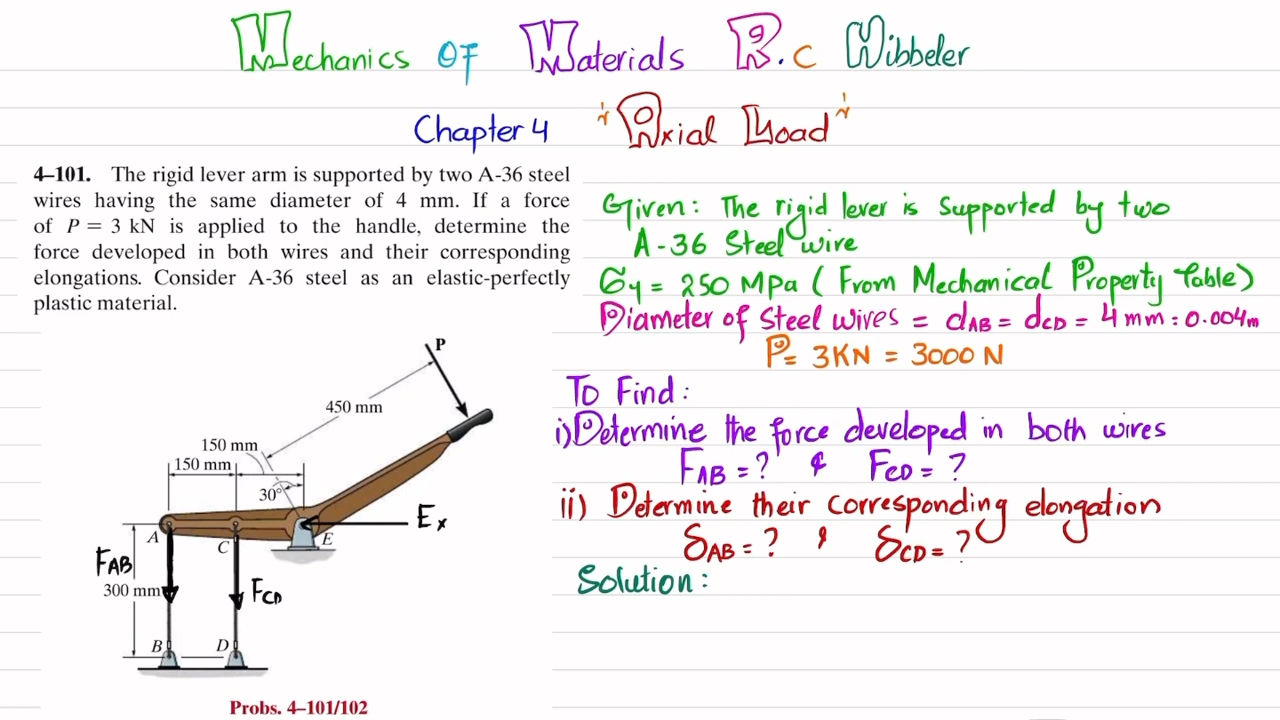 Mechanics OF Materials R.C Hibbeler
Chapter 4 "Axial Load"
4–101. The rigid lever arm is supported by two A-36 steel
wires having the same diameter of 4 mm. If a force
of P = 3 kN is applied to the handle, determine the
force developed in both wires and their corresponding
elongations. Consider A-36 steel as an elastic-perfectly
plastic material.
P
450 mm
150 mm
150 mm
30°
A
C
E
Ex
FAB
300 mm
FCD
B
D
Probs. 4–101/102
Given: The rigid lever is supported by two
A-36 Steel wire
σy = 250 MPa (From Mechanical Property Table)
Diameter of Steel wires = dAB = dCD = 4mm = 0.004m
P = 3KN = 3000 N
To Find:
i) Determine the force developed in both wires
FAB = ? & FCD = ?
ii) Determine their corresponding elongation
δAB = ? & δCD = ?
Solution: